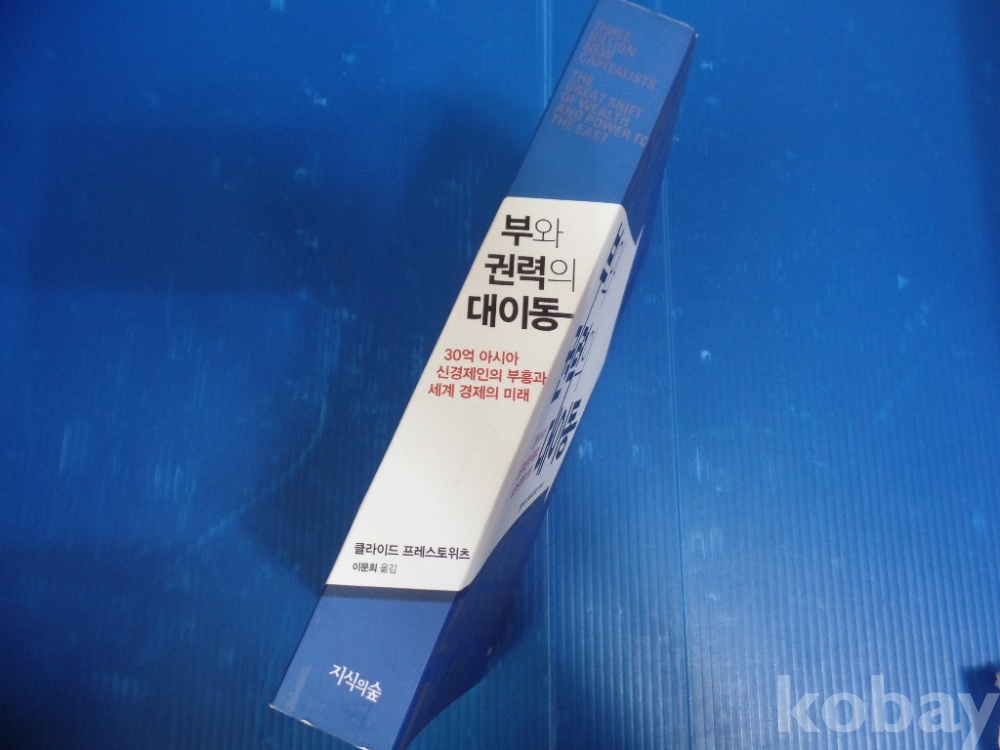 THREE
BILLION
NEW
CAPITALISTS
THE
GREAT SHIFT
OF WEALTH
AND POWER TO
THE EAST
부와
권력의
대이동
30억 아시아
신경제인의 부흥과
세계 경제의 미래
클라이드 프레스토위츠
이문희 옮김
지식의숲
대이동
kobay